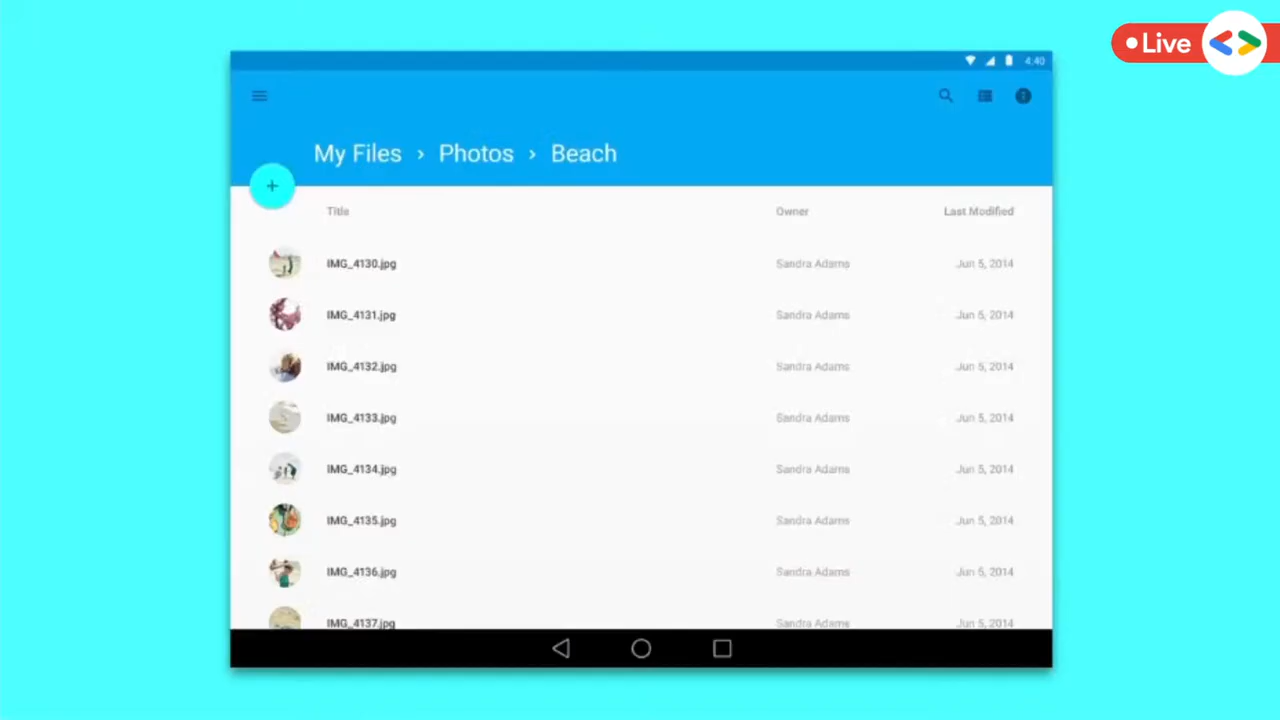 Live
4:40
My Files › Photos › Beach
+
Title Owner Last Modified
IMG_4130.jpg Sandra Adams Jun 5, 2014
IMG_4131.jpg Sandra Adams Jun 5, 2014
IMG_4132.jpg Sandra Adams Jun 5, 2014
IMG_4133.jpg Sandra Adams Jun 5, 2014
IMG_4134.jpg Sandra Adams Jun 5, 2014
IMG_4135.jpg Sandra Adams Jun 5, 2014
IMG_4136.jpg Sandra Adams Jun 5, 2014
IMG_4137.jpg Sandra Adams Jun 5, 2014